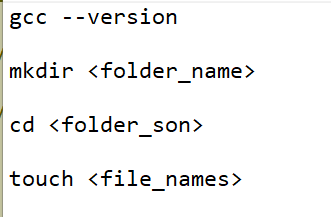 gcc --version
mkdir <folder_name>
cd <folder_son>
touch <file_names>